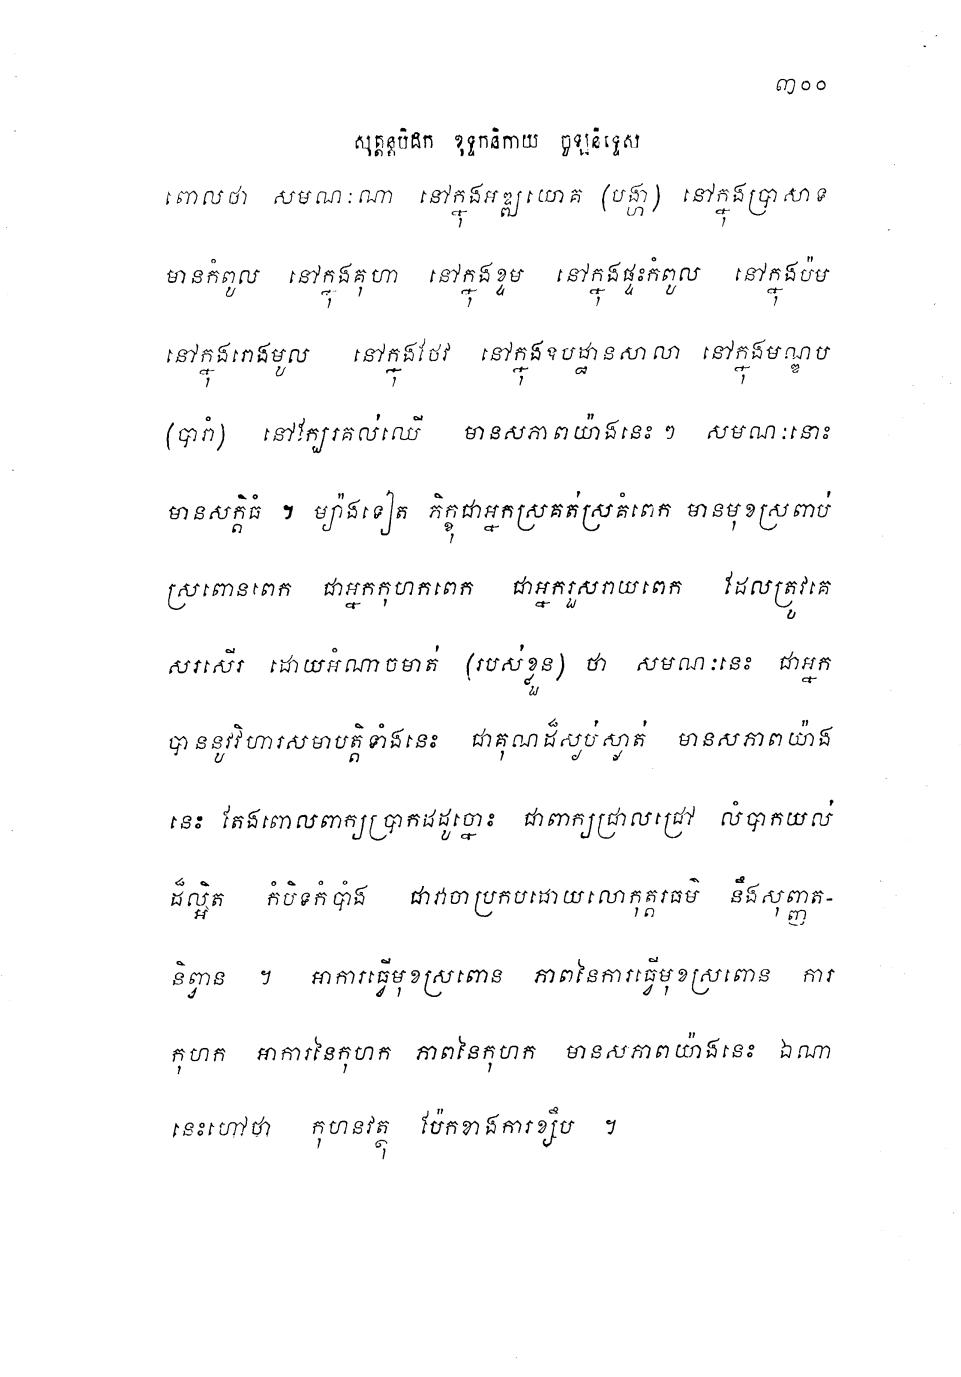 ៣០០
សុត្តន្តបិដក ខុទ្ទកនិកាយ ចូឡនិទ្ទេស
ពោលថា សមណៈណា នៅក្នុងអឌ្ឍយោគ (បង្ហា) នៅក្នុងប្រាសាទ
មានកំពូល នៅក្នុងគុហា នៅក្នុងខ្ទម នៅក្នុងផ្ទះកំពូល នៅក្នុងប៉ម
នៅក្នុងរោងមូល នៅក្នុងថែវ នៅក្នុងឧបដ្ឋានសាលា នៅក្នុងមណ្ឌប
(បារាំ) នៅក្បែរគល់ឈើ មានសភាពយ៉ាងនេះៗ សមណៈនោះ
មានសក្តិធំ ។ ម្យ៉ាងទៀត ភិក្ខុជាអ្នកស្រគត់ស្រគំពេក មានមុខស្រពាប់
ស្រពោនពេក ជាអ្នកកុហកពេក ជាអ្នករួសរាយពេក ដែលត្រូវគេ
សរសើរ ដោយអំណាចមាត់ (របស់ខ្លួន) ថា សមណៈនេះ ជាអ្នក
បាននូវវិហារសមាបត្តិទាំងនេះ ជាគុណដ៏ស្ងប់ស្ងាត់ មានសភាពយ៉ាង
នេះ តែងពោលពាក្យប្រាកដដូច្នោះ ជាពាក្យជ្រាលជ្រៅ លំបាកយល់
ដ៏ល្អិត កំបិទកំបាំង ជាវាចាប្រកបដោយលោកុត្តរធម៌ នឹងសុញ្ញត-
និព្វាន ។ អាការធ្វើមុខស្រពោន ភាពនៃការធ្វើមុខស្រពោន ការ
កុហក អាការនៃកុហក ភាពនៃកុហក មានសភាពយ៉ាងនេះ ឯណា
នេះហៅថា កុហនវត្ថុ ប៉ែកខាងការខ្សឹប ។